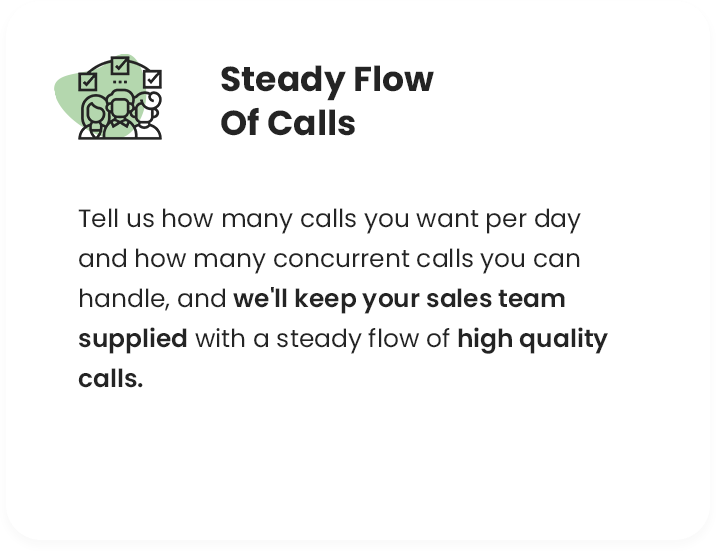 Steady Flow
Of Calls
Tell us how many calls you want per day
and how many concurrent calls you can
handle, and we'll keep your sales team
supplied with a steady flow of high quality
calls.